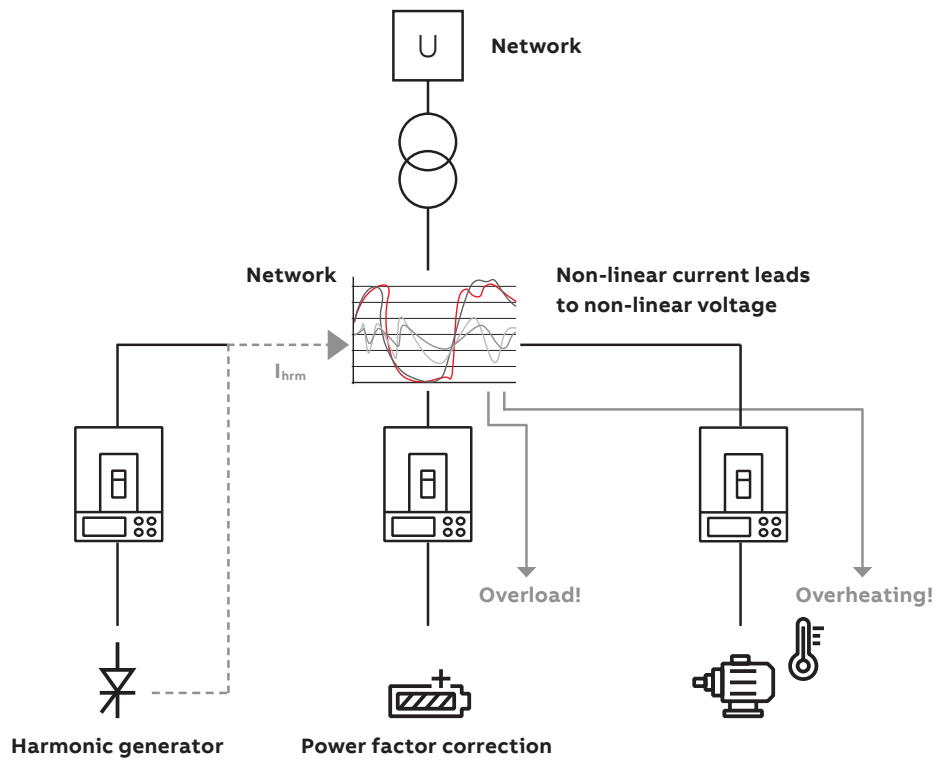 U
Network
Network
Non-linear current leads
to non-linear voltage
Ihrm
Overload!
Overheating!
Harmonic generator
Power factor correction